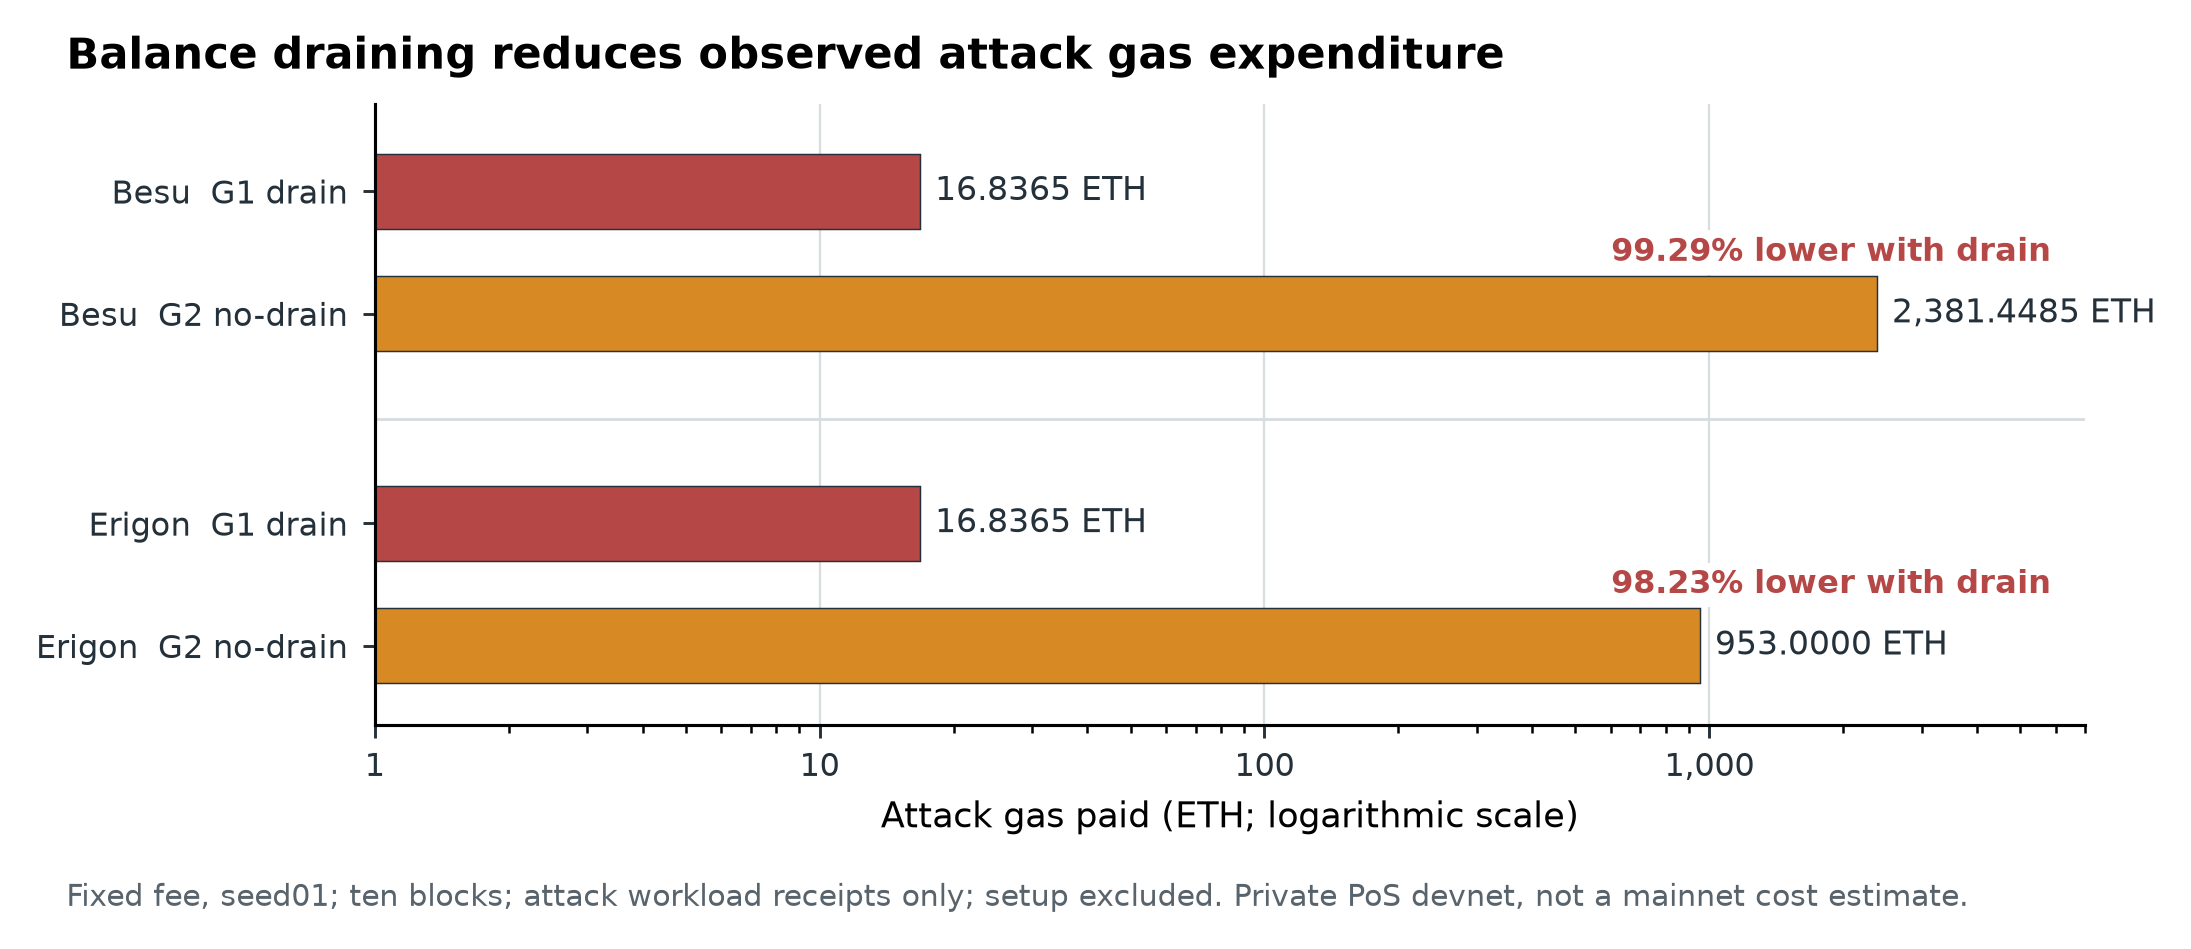 Balance draining reduces observed attack gas expenditure
Besu  G1 drain
16.8365 ETH
99.29% lower with drain
Besu  G2 no-drain
2,381.4485 ETH
Erigon  G1 drain
16.8365 ETH
98.23% lower with drain
Erigon  G2 no-drain
953.0000 ETH
1 10 100 1,000
Attack gas paid (ETH; logarithmic scale)
Fixed fee, seed01; ten blocks; attack workload receipts only; setup excluded. Private PoS devnet, not a mainnet cost estimate.